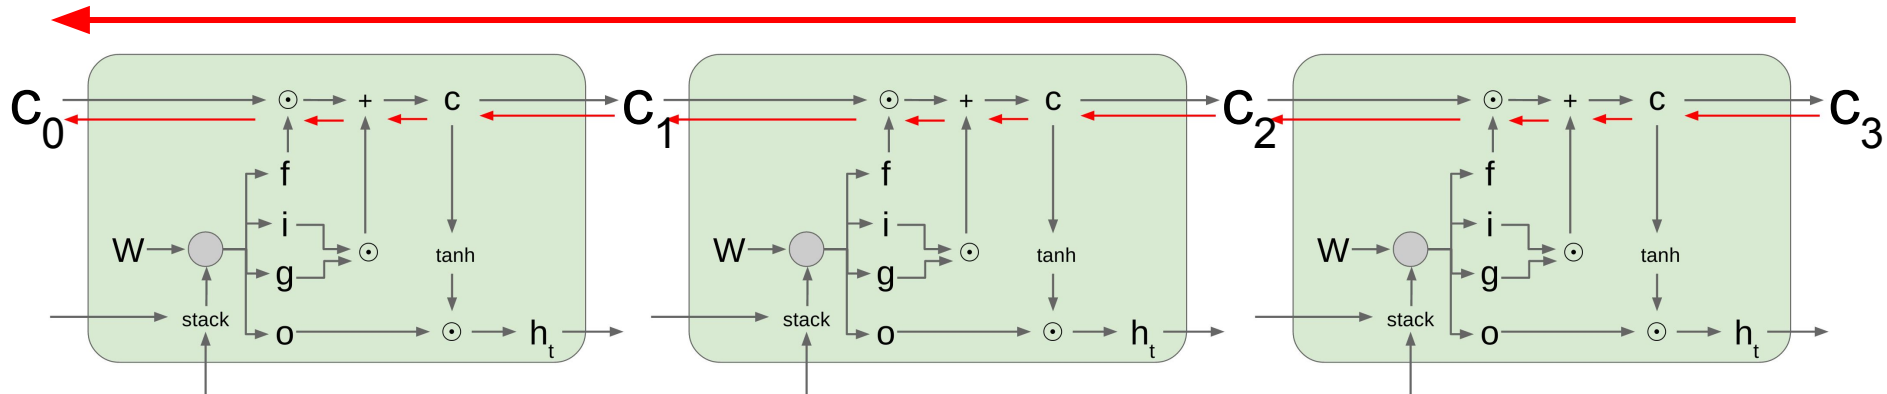 c0 ⊙ + c c1 ⊙ + c c2 ⊙ + c c3
f f f
i i i
W ⊙ tanh W ⊙ tanh W ⊙ tanh
g g g
stack stack stack
o ⊙ ht o ⊙ ht o ⊙ ht